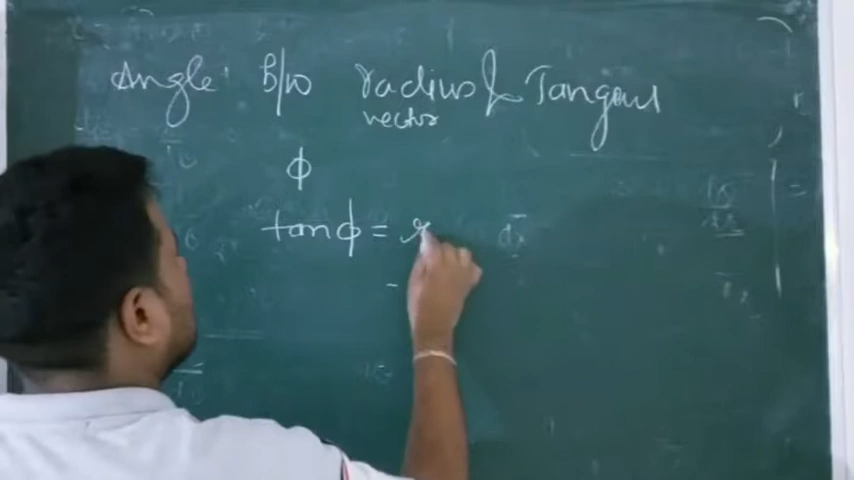 Angle B/w radius & Tangent
vector
ϕ
tanϕ = r